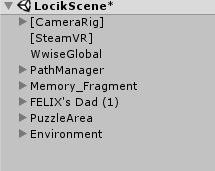 LocikScene*
[CameraRig]
[SteamVR]
WwiseGlobal
PathManager
Memory_Fragment
FELIX's Dad (1)
PuzzleArea
Environment